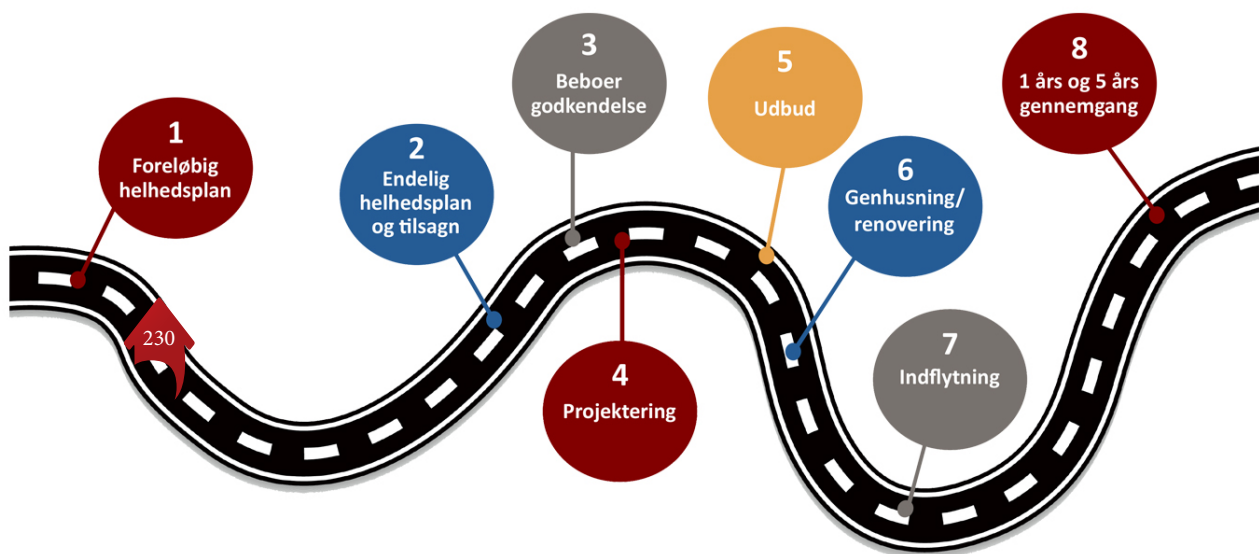 1
Foreløbig
helhedsplan
230
2
Endelig
helhedsplan
og tilsagn
3
Beboer
godkendelse
4
Projektering
5
Udbud
6
Genhusning/
renovering
7
Indflytning
8
1 års og 5 års
gennemgang